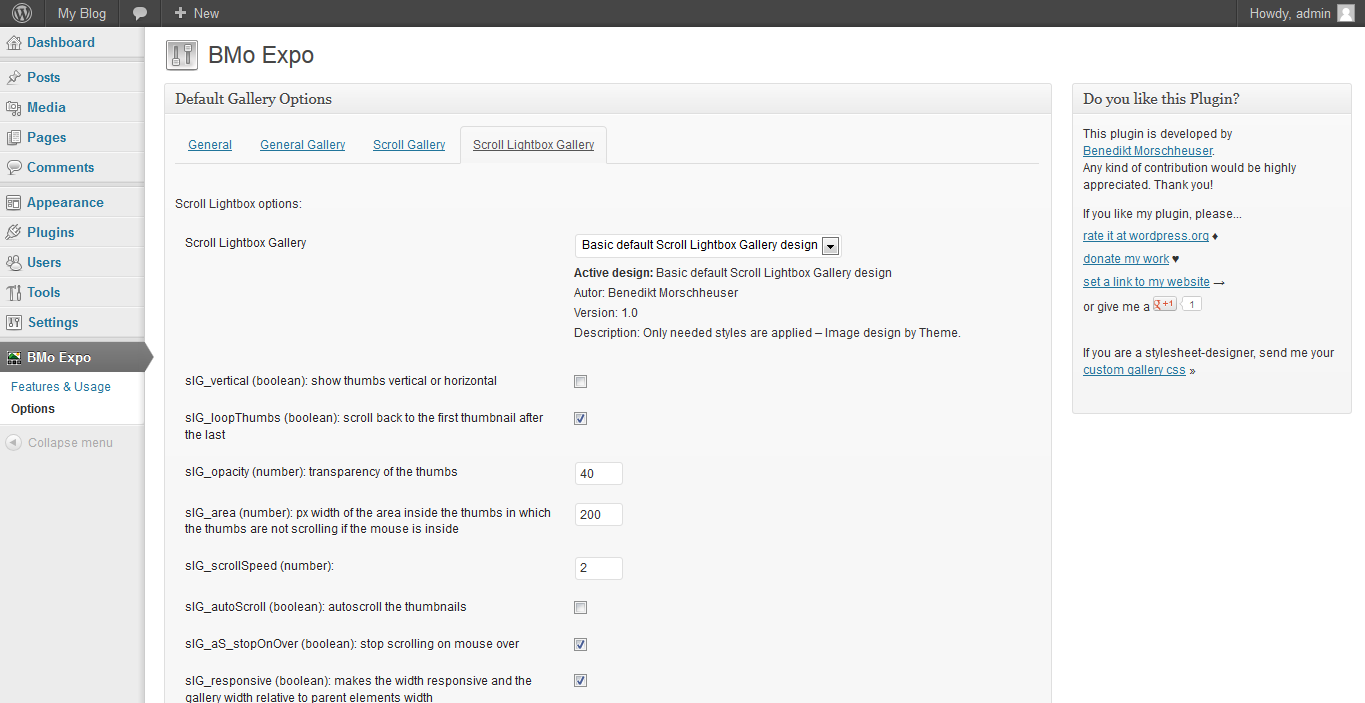 My Blog
New
Howdy, admin
Dashboard
Posts
Media
Pages
Comments
Appearance
Plugins
Users
Tools
Settings
BMo Expo
Features & Usage
Options
Collapse menu
BMo Expo
Default Gallery Options
General
General Gallery
Scroll Gallery
Scroll Lightbox Gallery
Scroll Lightbox options:
Scroll Lightbox Gallery
Basic default Scroll Lightbox Gallery design
Active design: Basic default Scroll Lightbox Gallery design
Autor: Benedikt Morschheuser
Version: 1.0
Description: Only needed styles are applied – Image design by Theme.
slG_vertical (boolean): show thumbs vertical or horizontal
slG_loopThumbs (boolean): scroll back to the first thumbnail after
the last
slG_opacity (number): transparency of the thumbs
40
slG_area (number): px width of the area inside the thumbs in which
the thumbs are not scrolling if the mouse is inside
200
slG_scrollSpeed (number):
2
slG_autoScroll (boolean): autoscroll the thumbnails
slG_aS_stopOnOver (boolean): stop scrolling on mouse over
slG_responsive (boolean): makes the width responsive and the
gallery width relative to parent elements width
Do you like this Plugin?
This plugin is developed by
Benedikt Morschheuser.
Any kind of contribution would be highly
appreciated. Thank you!
If you like my plugin, please...
rate it at wordpress.org ♦
donate my work ♥
set a link to my website →
or give me a g +1 1
If you are a stylesheet-designer, send me your
custom gallery css »